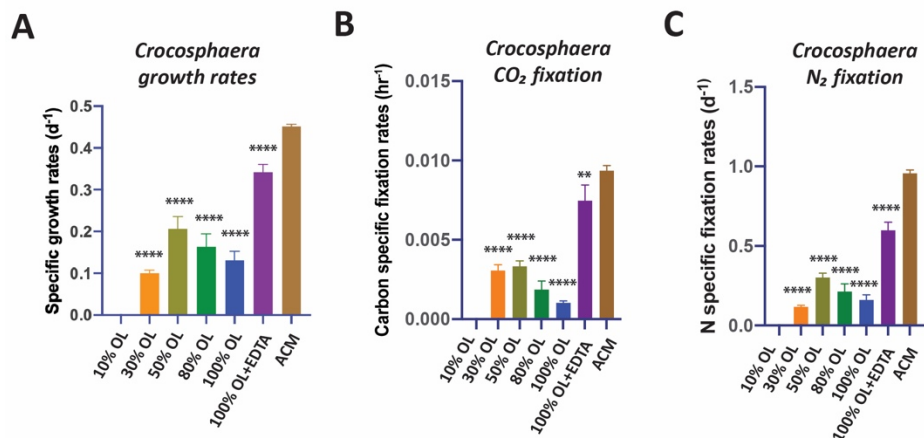 A
Crocosphaera
growth rates
Specific growth rates (d⁻¹)
0.5
0.4
0.3
0.2
0.1
0.0
****
****
****
****
****
10% OL
30% OL
50% OL
80% OL
100% OL
100% OL+EDTA
ACM
B
Crocosphaera
CO₂ fixation
Carbon specific fixation rates (hr⁻¹)
0.015
0.010
0.005
0.000
****
****
****
****
**
10% OL
30% OL
50% OL
80% OL
100% OL
100% OL+EDTA
ACM
C
Crocosphaera
N₂ fixation
N specific fixation rates (d⁻¹)
1.5
1.0
0.5
0.0
****
****
****
****
****
10% OL
30% OL
50% OL
80% OL
100% OL
100% OL+EDTA
ACM